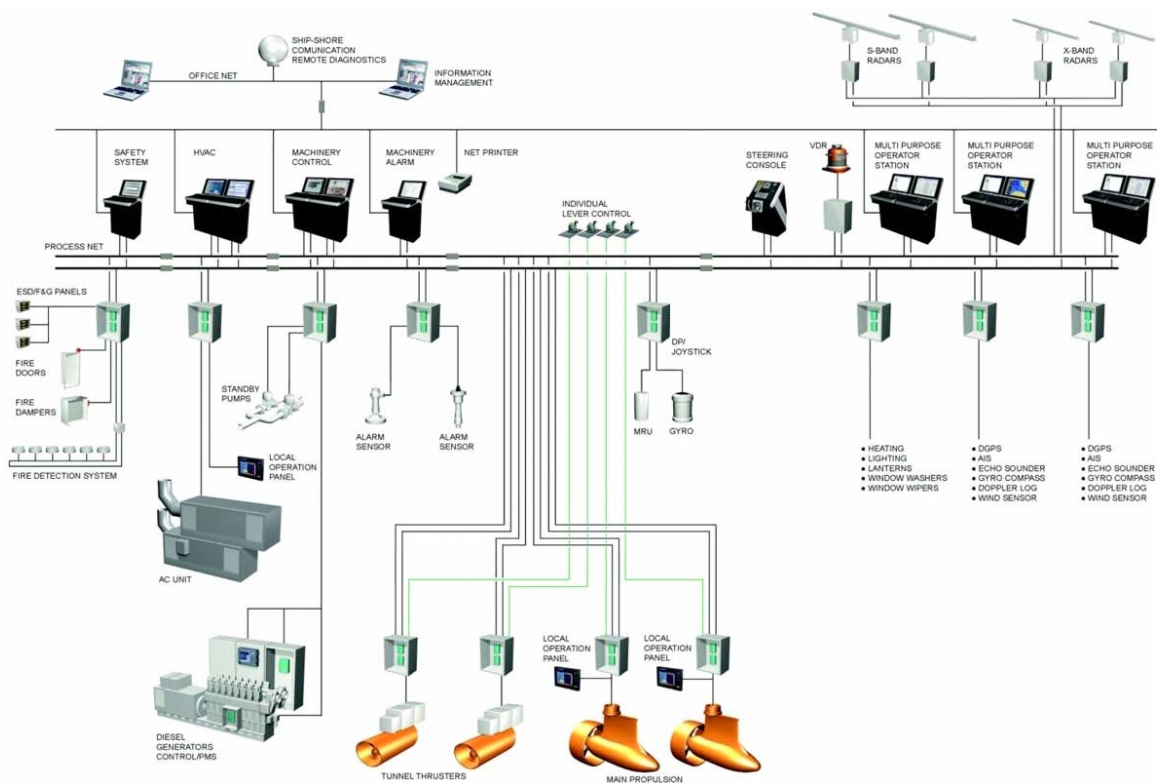 SHIP-SHORE
COMUNICATION
REMOTE DIAGNOSTICS
OFFICE NET
INFORMATION
MANAGEMENT
S-BAND
RADARS
X-BAND
RADARS
SAFETY
SYSTEM
HVAC
MACHINERY
CONTROL
MACHINERY
ALARM
NET PRINTER
STEERING
CONSOLE
VDR
MULTI PURPOSE
OPERATOR
STATION
MULTI PURPOSE
OPERATOR
STATION
MULTI PURPOSE
OPERATOR
STATION
INDIVIDUAL
LEVER CONTROL
PROCESS NET
ESD/F&G PANELS
FIRE
DOORS
FIRE
DAMPERS
FIRE DETECTION SYSTEM
STANDBY
PUMPS
LOCAL
OPERATION
PANEL
AC UNIT
ALARM
SENSOR
ALARM
SENSOR
DP/
JOYSTICK
MRU
GYRO
• HEATING
• LIGHTING
• LANTERNS
• WINDOW WASHERS
• WINDOW WIPERS
• DGPS
• AIS
• ECHO SOUNDER
• GYRO COMPASS
• DOPPLER LOG
• WIND SENSOR
• DGPS
• AIS
• ECHO SOUNDER
• GYRO COMPASS
• DOPPLER LOG
• WIND SENSOR
DIESEL
GENERATORS
CONTROL/PMS
LOCAL
OPERATION
PANEL
LOCAL
OPERATION
PANEL
TUNNEL THRUSTERS
MAIN PROPULSION